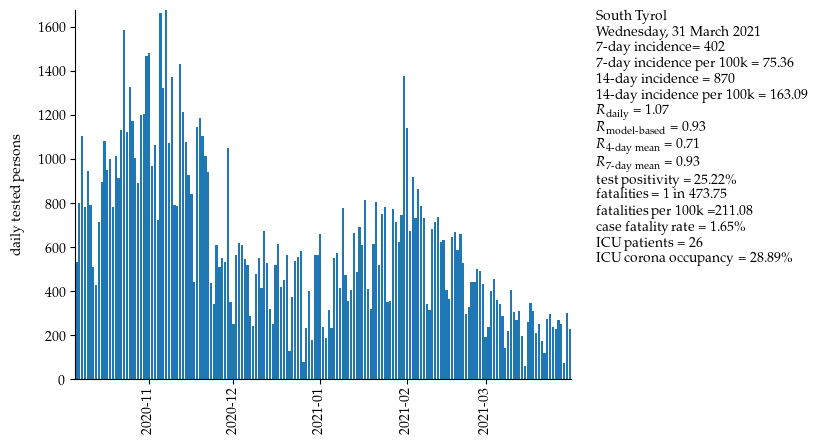 1600
1400
1200
1000
800
600
400
200
0
daily tested persons
2020-11
2020-12
2021-01
2021-02
2021-03
South Tyrol
Wednesday, 31 March 2021
7-day incidence= 402
7-day incidence per 100k = 75.36
14-day incidence = 870
14-day incidence per 100k = 163.09
R daily = 1.07
R model-based = 0.93
R 4-day mean = 0.71
R 7-day mean = 0.93
test positivity = 25.22%
fatalities = 1 in 473.75
fatalities per 100k =211.08
case fatality rate = 1.65%
ICU patients = 26
ICU corona occupancy = 28.89%